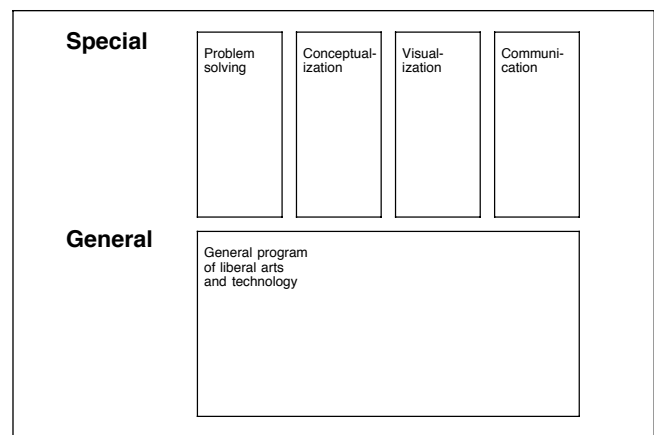 Special
Problem
solving
Conceptual-
ization
Visual-
ization
Communi-
cation
General
General program
of liberal arts
and technology